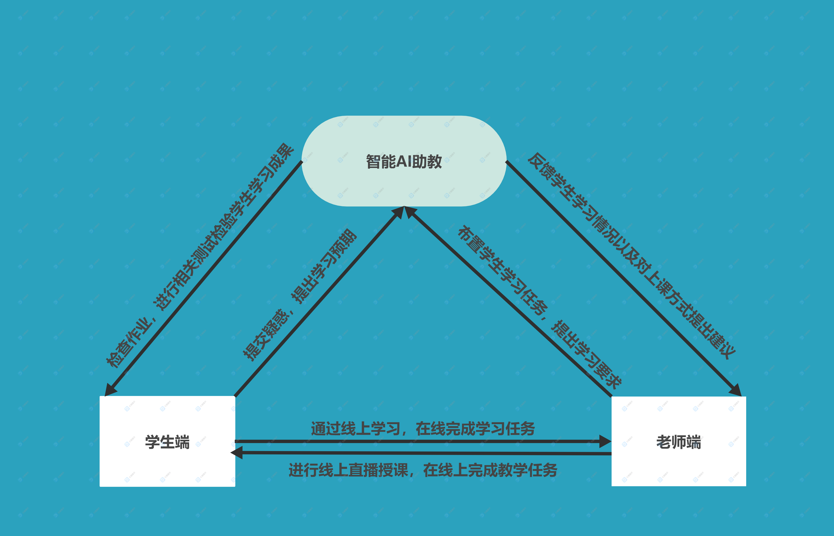 智能AI助教
检查作业，进行相关测试检验学生学习成果
提交疑惑，提出学习预期
布置学生学习任务，提出学习要求
反馈学生学习情况以及对上课方式提出建议
学生端
通过线上学习，在线完成学习任务
进行线上直播授课，在线上完成教学任务
老师端